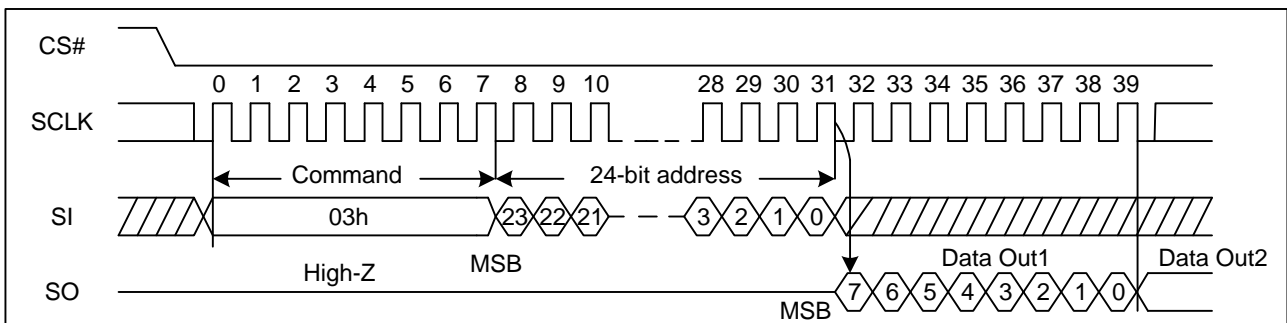 CS#
0 1 2 3 4 5 6 7 8 9 10 28 29 30 31 32 33 34 35 36 37 38 39
SCLK
Command 24-bit address
SI 03h 23 22 21 3 2 1 0
High-Z MSB Data Out1 Data Out2
SO MSB 7 6 5 4 3 2 1 0